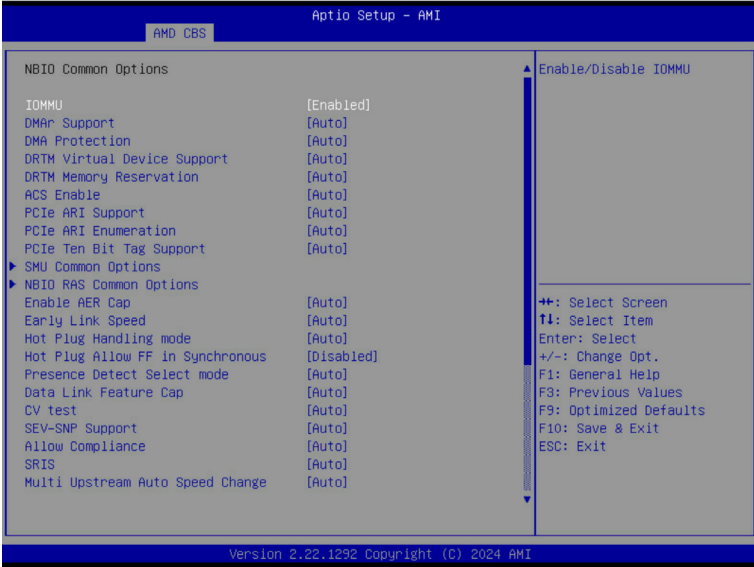 Aptio Setup - AMI
AMD CBS
NBIO Common Options
Enable/Disable IOMMU
IOMMU [Enabled]
DMAr Support [Auto]
DMA Protection [Auto]
DRTM Virtual Device Support [Auto]
DRTM Memory Reservation [Auto]
ACS Enable [Auto]
PCIe ARI Support [Auto]
PCIe ARI Enumeration [Auto]
PCIe Ten Bit Tag Support [Auto]
SMU Common Options
NBIO RAS Common Options
Enable AER Cap [Auto]
Early Link Speed [Auto]
Hot Plug Handling mode [Auto]
Hot Plug Allow FF in Synchronous [Disabled]
Presence Detect Select mode [Auto]
Data Link Feature Cap [Auto]
CV test [Auto]
SEV-SNP Support [Auto]
Allow Compliance [Auto]
SRIS [Auto]
Multi Upstream Auto Speed Change [Auto]
→←: Select Screen
↑↓: Select Item
Enter: Select
+/-: Change Opt.
F1: General Help
F3: Previous Values
F9: Optimized Defaults
F10: Save & Exit
ESC: Exit
Version 2.22.1292 Copyright (C) 2024 AMI